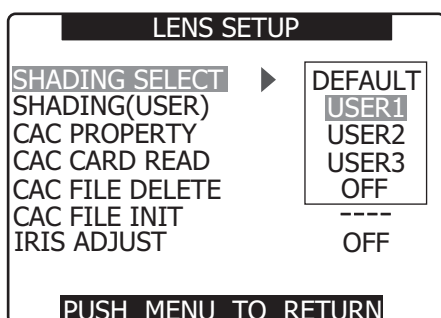 LENS SETUP
SHADING SELECT ▶ DEFAULT
SHADING(USER) USER1
CAC PROPERTY USER2
CAC CARD READ USER3
CAC FILE DELETE OFF
CAC FILE INIT ----
IRIS ADJUST OFF
PUSH MENU TO RETURN